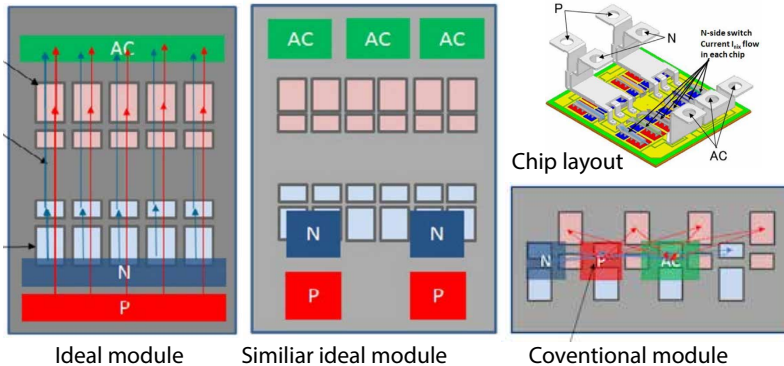 AC
N
P
Ideal module
AC AC AC
N N
P P
Similiar ideal module
P
N
N-side switch
Current I_six flow
in each chip
AC
Chip layout
N P AC
Coventional module